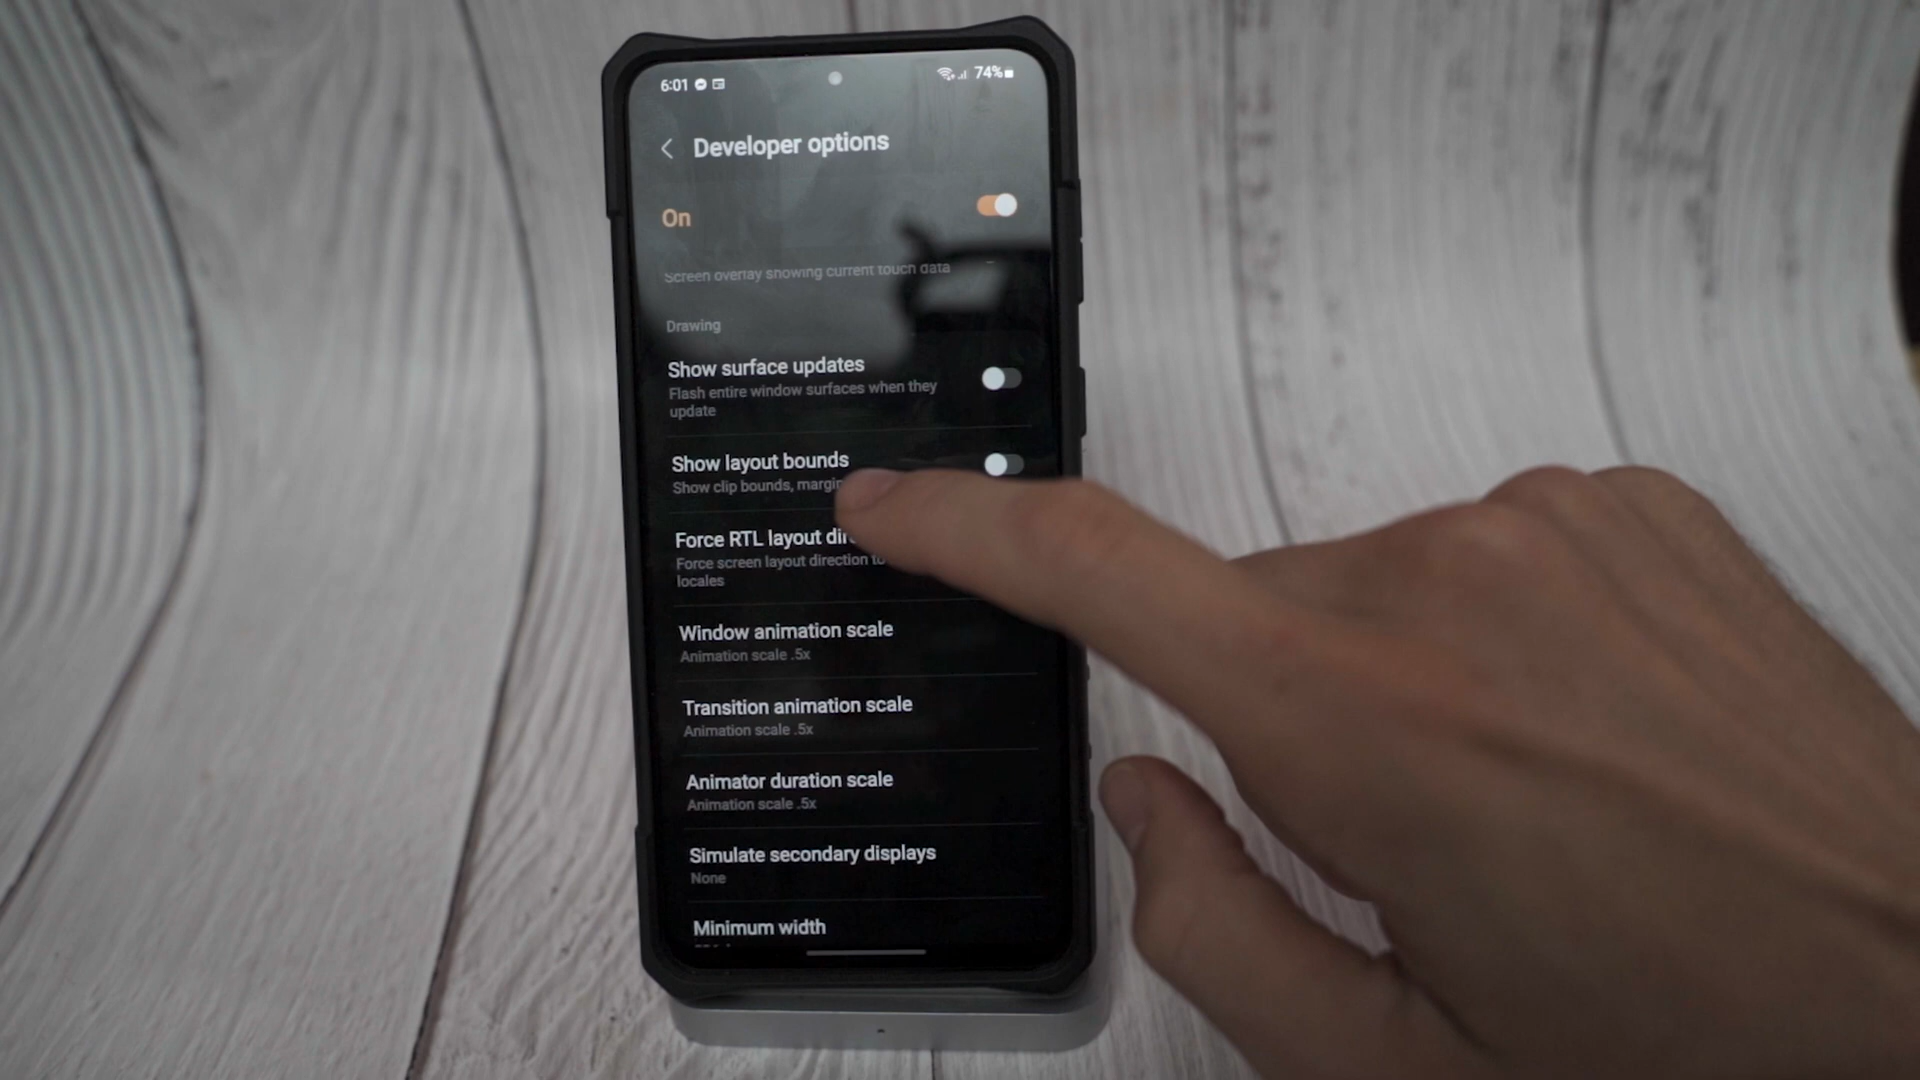 6:01
74%
Developer options
On
Screen overlay showing current touch data
Drawing
Show surface updates
Flash entire window surfaces when they
update
Show layout bounds
Show clip bounds,
Force RTL layout
Force screen layout direction to
locales
Window animation scale
Animation scale .5x
Transition animation scale
Animation scale .5x
Animator duration scale
Animation scale .5x
Simulate secondary displays
None
Minimum width